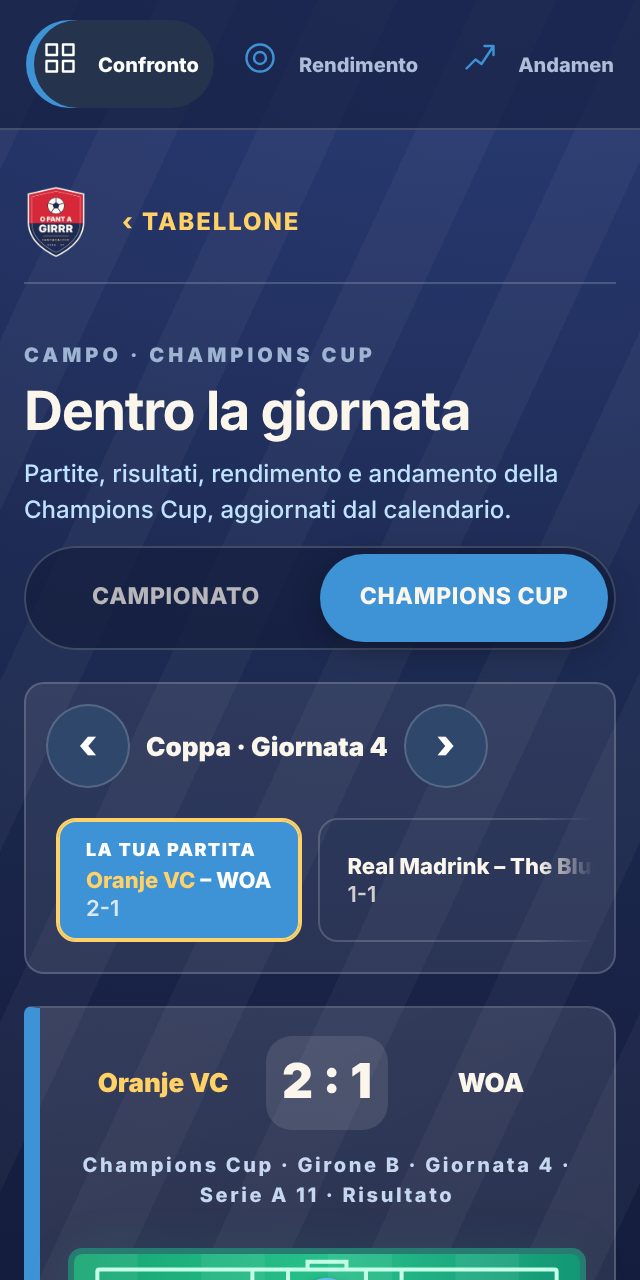 Confronto
Rendimento
Andamen
O FANT A
GIRRR
‹ TABELLONE
CAMPO · CHAMPIONS CUP
Dentro la giornata
Partite, risultati, rendimento e andamento della
Champions Cup, aggiornati dal calendario.
CAMPIONATO
CHAMPIONS CUP
‹ Coppa · Giornata 4 ›
LA TUA PARTITA
Oranje VC – WOA
2-1
Real Madrink – The Blu
1-1
Oranje VC 2 : 1 WOA
Champions Cup · Girone B · Giornata 4 ·
Serie A 11 · Risultato